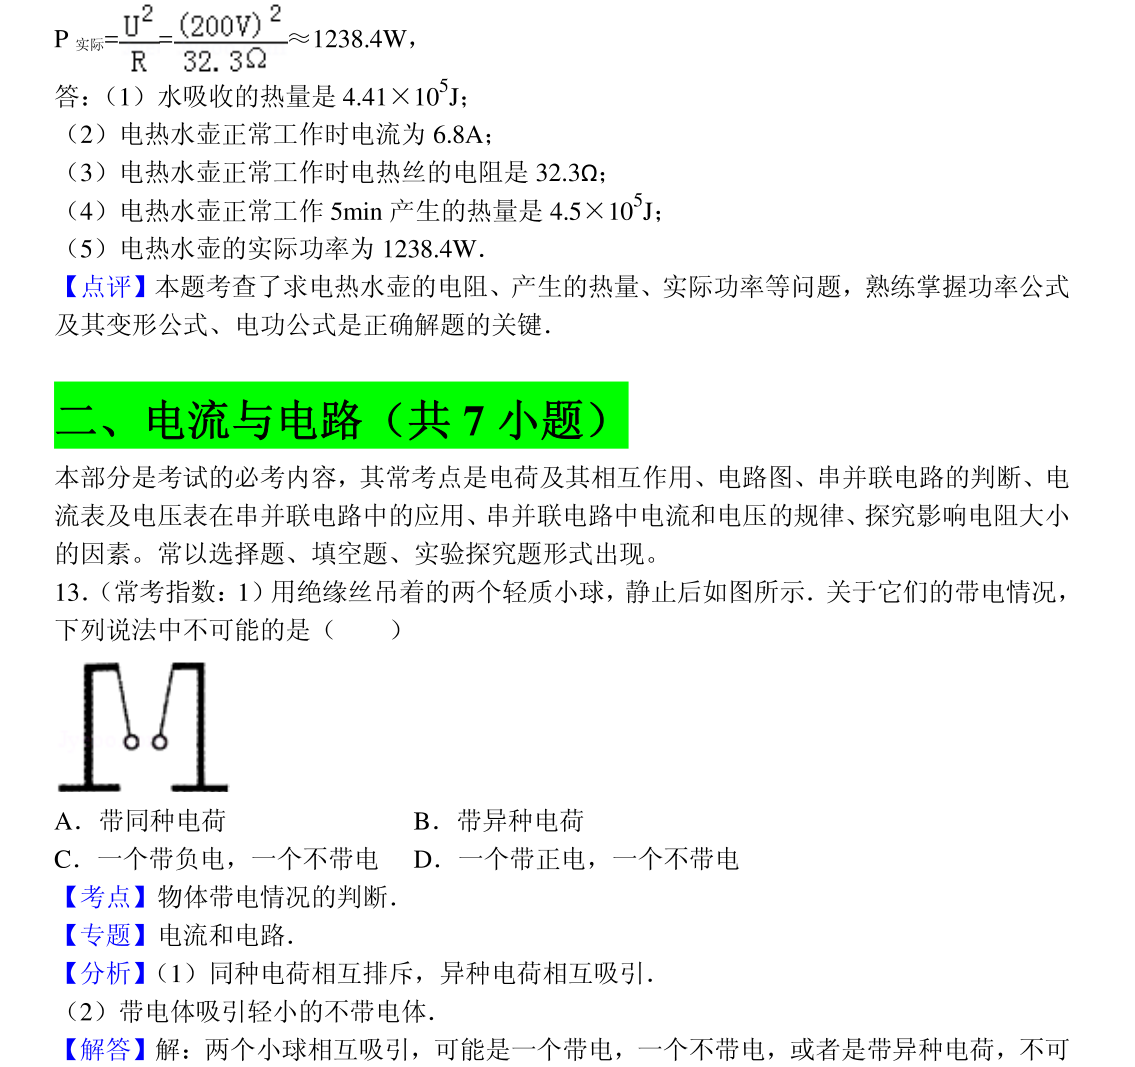 P 实际=U²/R=(200V)²/32.3Ω≈1238.4W，
答：（1）水吸收的热量是 4.41×10⁵J；
（2）电热水壶正常工作时电流为 6.8A；
（3）电热水壶正常工作时电热丝的电阻是 32.3Ω；
（4）电热水壶正常工作 5min 产生的热量是 4.5×10⁵J；
（5）电热水壶的实际功率为 1238.4W．
【点评】本题考查了求电热水壶的电阻、产生的热量、实际功率等问题，熟练掌握功率公式
及其变形公式、电功公式是正确解题的关键．
二、电流与电路（共 7 小题）
本部分是考试的必考内容，其常考点是电荷及其相互作用、电路图、串并联电路的判断、电
流表及电压表在串并联电路中的应用、串并联电路中电流和电压的规律、探究影响电阻大小
的因素。常以选择题、填空题、实验探究题形式出现。
13．（常考指数：1）用绝缘丝吊着的两个轻质小球，静止后如图所示．关于它们的带电情况，
下列说法中不可能的是（　　）
A．带同种电荷　　B．带异种电荷
C．一个带负电，一个不带电　　D．一个带正电，一个不带电
【考点】物体带电情况的判断．
【专题】电流和电路．
【分析】（1）同种电荷相互排斥，异种电荷相互吸引．
（2）带电体吸引轻小的不带电体．
【解答】解：两个小球相互吸引，可能是一个带电，一个不带电，或者是带异种电荷，不可